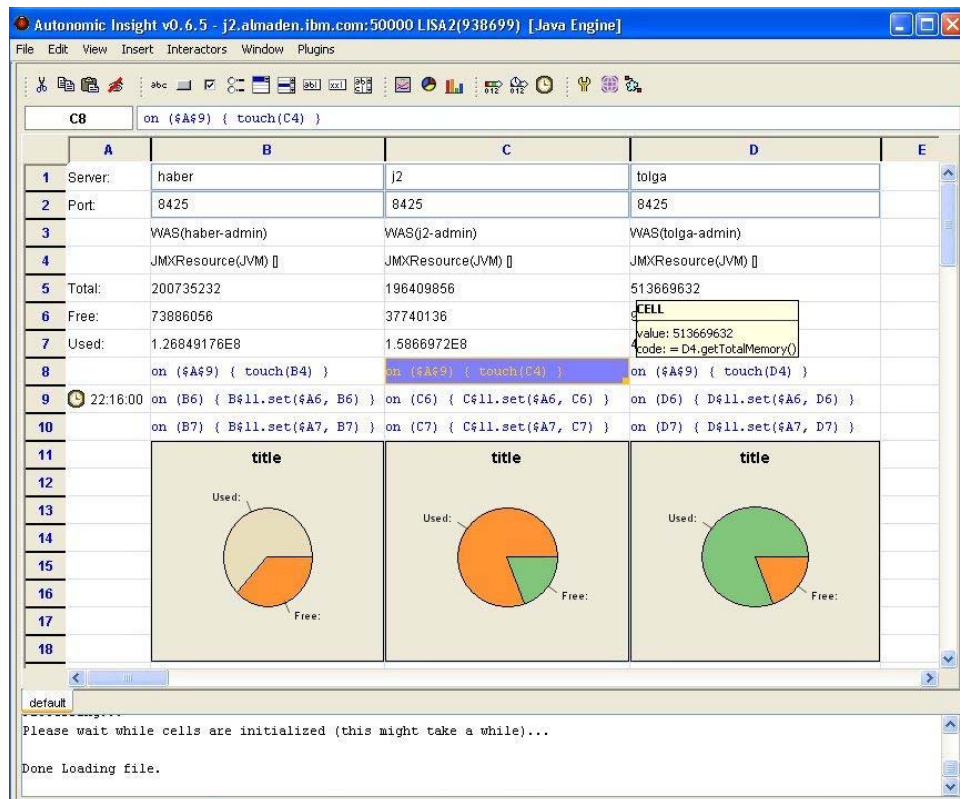 Autonomic Insight v0.6.5 - j2.almaden.ibm.com:50000 LISA2(938699) [Java Engine]
File Edit View Insert Interactors Window Plugins
C8 on ($A$9) { touch(C4) }
A B C D E
1 Server: haber j2 tolga
2 Port: 8425 8425 8425
3 WAS(haber-admin) WAS(j2-admin) WAS(tolga-admin)
4 JMXResource(JVM) [] JMXResource(JVM) [] JMXResource(JVM) []
5 Total: 200735232 196409856 513669632
6 Free: 73886056 37740136 9
CELL
7 Used: 1.26849176E8 1.5866972E8 4
value: 513669632
code: = D4.getTotalMemory()
8 on ($A$9) { touch(B4) } on ($A$9) { touch(C4) } on ($A$9) { touch(D4) }
9 22:16:00 on (B6) { B$11.set($A6, B6) } on (C6) { C$11.set($A6, C6) } on (D6) { D$11.set($A6, D6) }
10 on (B7) { B$11.set($A7, B7) } on (C7) { C$11.set($A7, C7) } on (D7) { D$11.set($A7, D7) }
11 title title title
12
13 Used: Used: Used:
14
15
16 Free: Free:
17 Free:
18
default
Please wait while cells are initialized (this might take a while)...
Done Loading file.